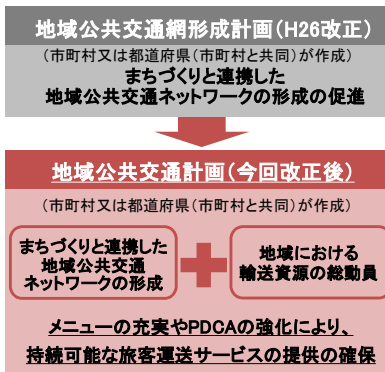 地域公共交通網形成計画(H26改正)
(市町村又は都道府県(市町村と共同)が作成)
まちづくりと連携した
地域公共交通ネットワークの形成の促進
地域公共交通計画(今回改正後)
(市町村又は都道府県(市町村と共同)が作成)
まちづくりと連携した
地域公共交通
ネットワークの形成
地域における
輸送資源の総動員
メニューの充実やPDCAの強化により、
持続可能な旅客運送サービスの提供の確保